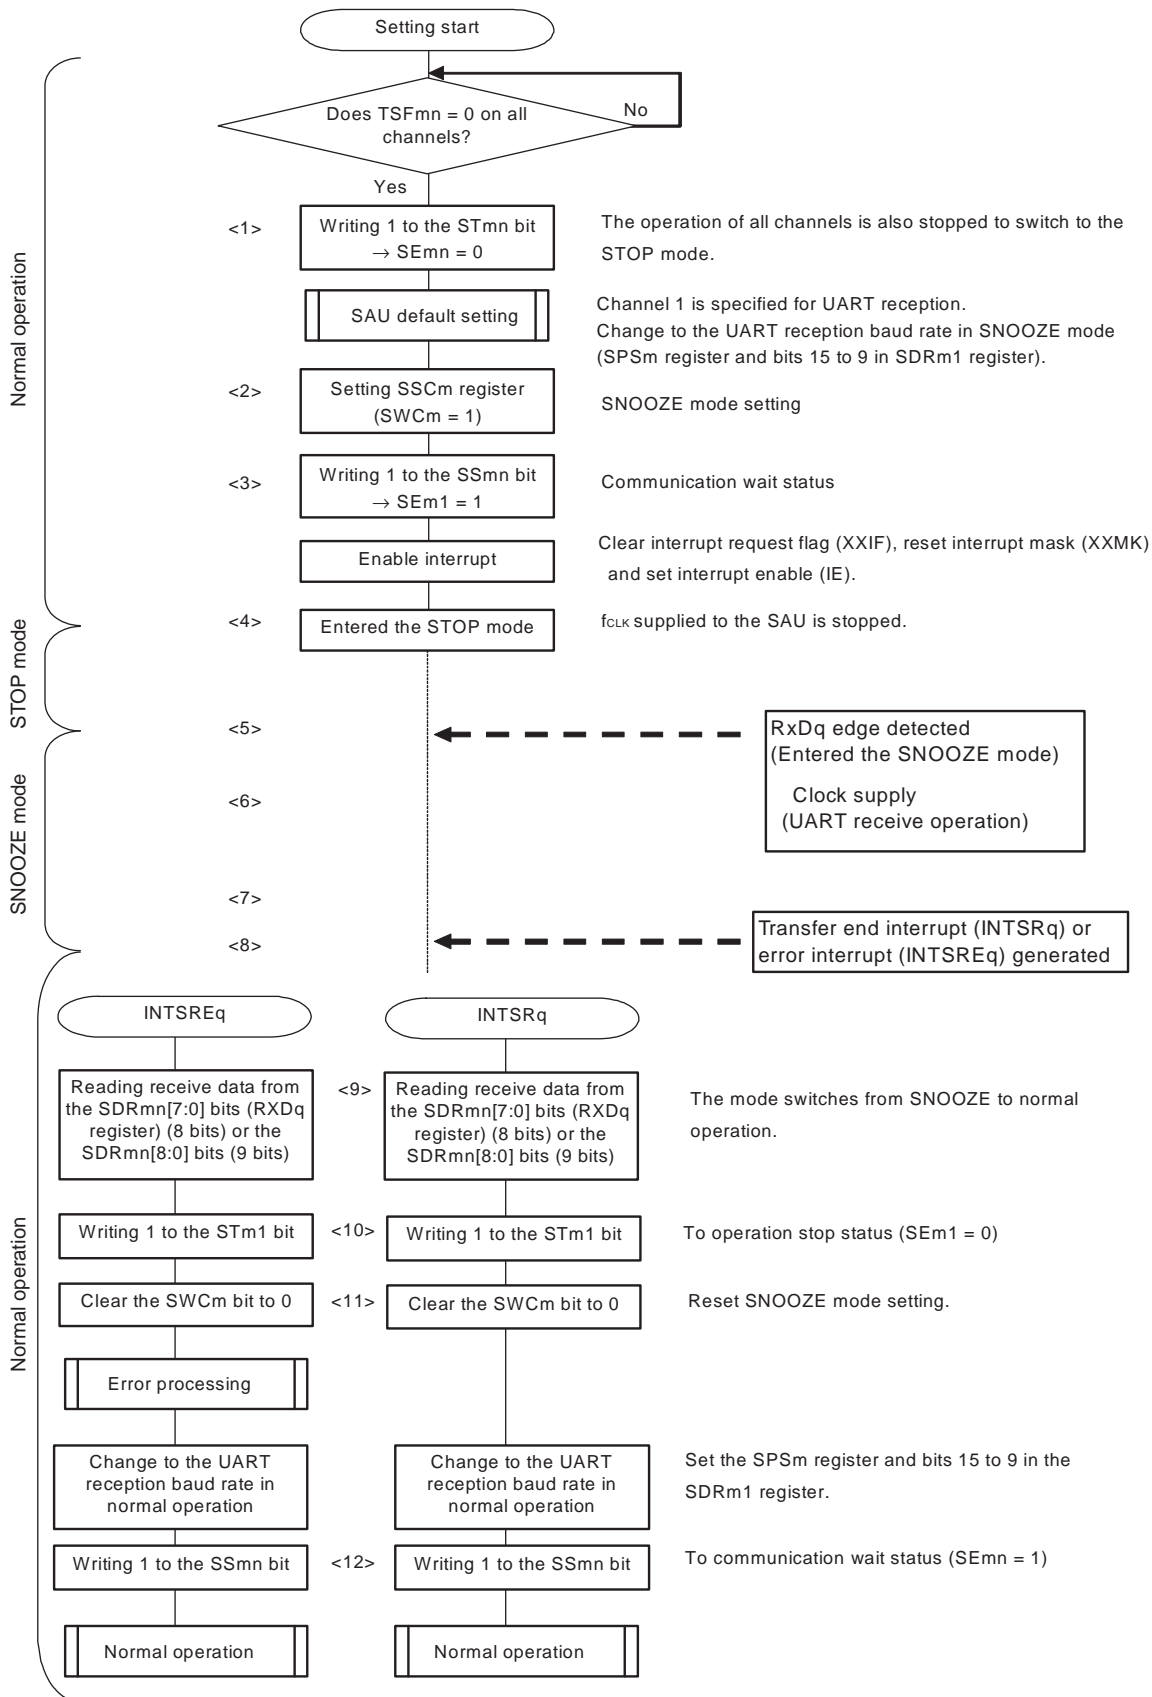 Setting start
Does TSFmn = 0 on all
channels?
No
Yes
<1>
Writing 1 to the STmn bit
→ SEmn = 0
The operation of all channels is also stopped to switch to the
STOP mode.
SAU default setting
Channel 1 is specified for UART reception.
Change to the UART reception baud rate in SNOOZE mode
(SPSm register and bits 15 to 9 in SDRm1 register).
<2>
Setting SSCm register
(SWCm = 1)
SNOOZE mode setting
<3>
Writing 1 to the SSmn bit
→ SEm1 = 1
Communication wait status
Enable interrupt
Clear interrupt request flag (XXIF), reset interrupt mask (XXMK)
and set interrupt enable (IE).
Normal operation
<4>
Entered the STOP mode
fCLK supplied to the SAU is stopped.
STOP mode
<5>
RxDq edge detected
(Entered the SNOOZE mode)
<6>
Clock supply
(UART receive operation)
SNOOZE mode
<7>
<8>
Transfer end interrupt (INTSRq) or
error interrupt (INTSREq) generated
INTSREq
INTSRq
Reading receive data from
the SDRmn[7:0] bits (RXDq
register) (8 bits) or the
SDRmn[8:0] bits (9 bits)
<9>
Reading receive data from
the SDRmn[7:0] bits (RXDq
register) (8 bits) or the
SDRmn[8:0] bits (9 bits)
The mode switches from SNOOZE to normal
operation.
Writing 1 to the STm1 bit
<10>
Writing 1 to the STm1 bit
To operation stop status (SEm1 = 0)
Clear the SWCm bit to 0
<11>
Clear the SWCm bit to 0
Reset SNOOZE mode setting.
Normal operation
Error processing
Change to the UART
reception baud rate in
normal operation
Change to the UART
reception baud rate in
normal operation
Set the SPSm register and bits 15 to 9 in the
SDRm1 register.
Writing 1 to the SSmn bit
<12>
Writing 1 to the SSmn bit
To communication wait status (SEmn = 1)
Normal operation
Normal operation